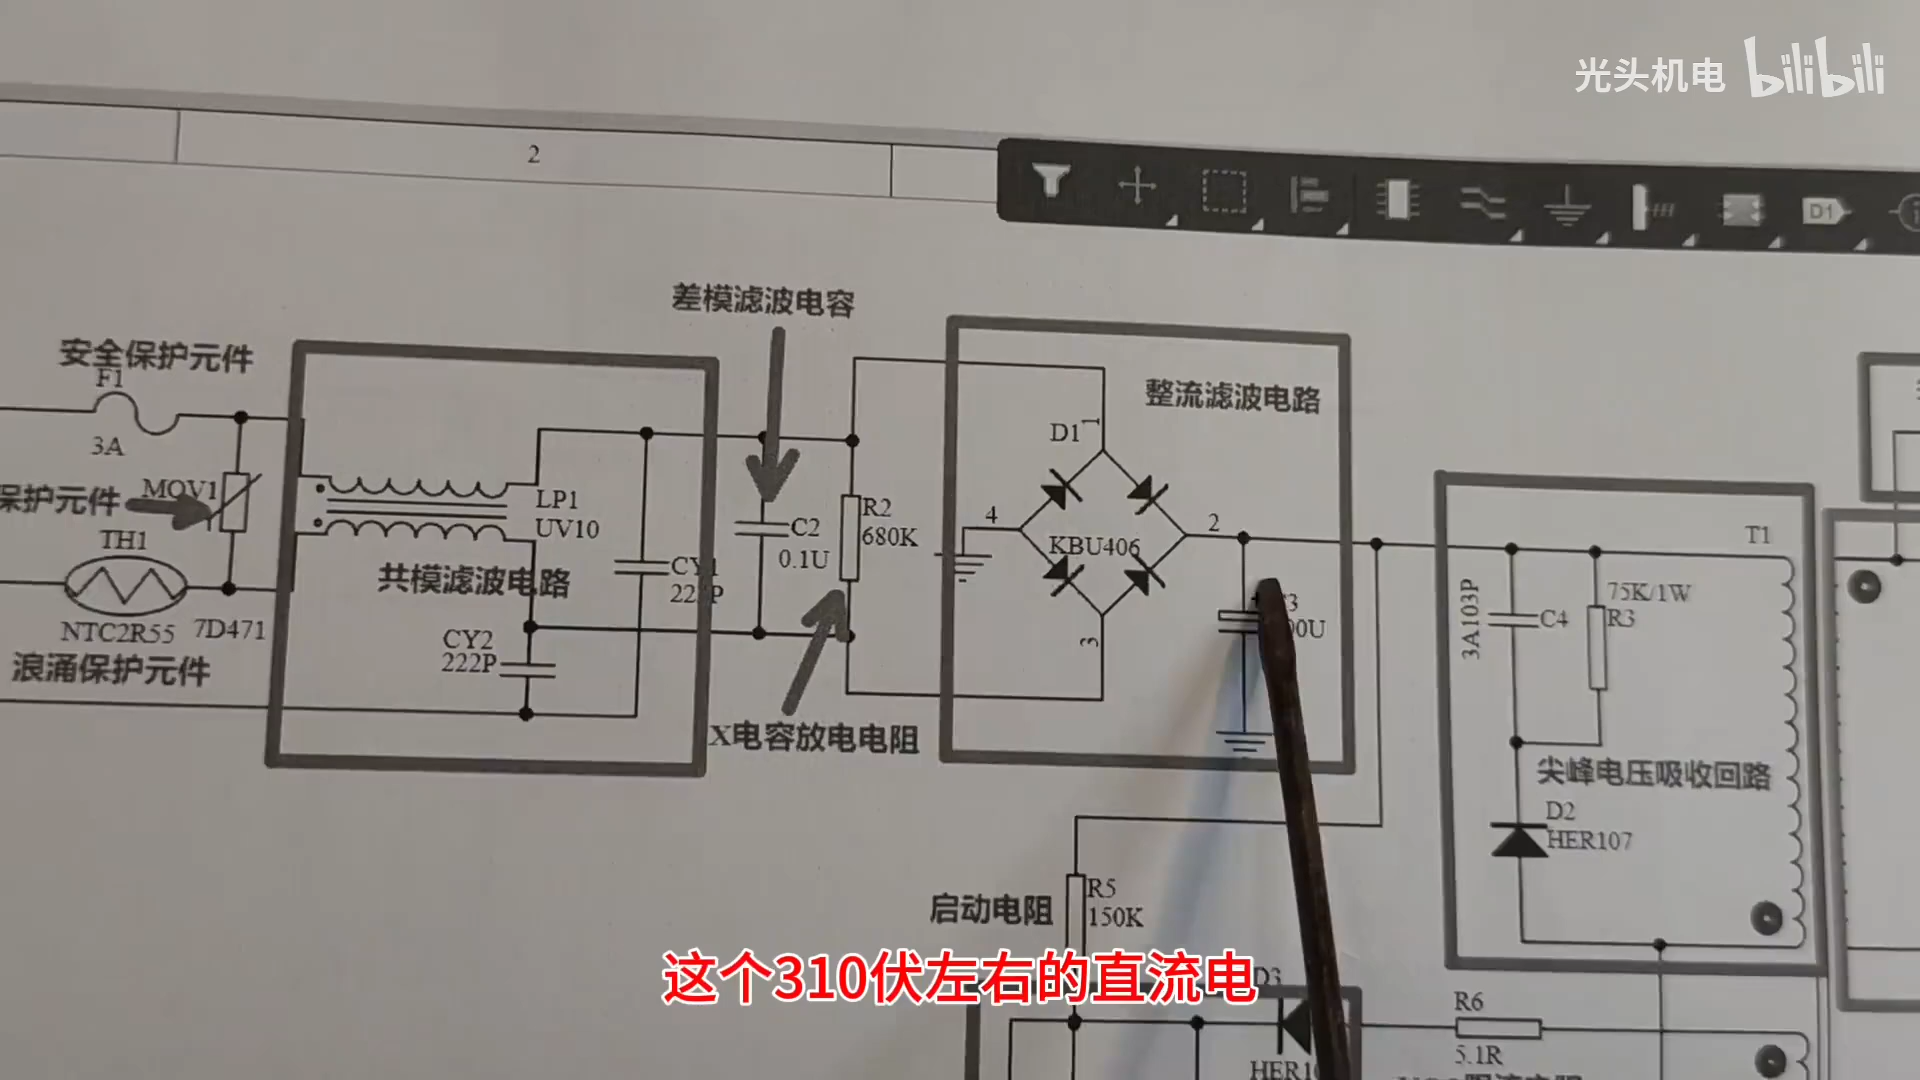 光头机电 bilibili
2
D1
差模滤波电容
安全保护元件
F1
3A
保护元件
MOV1
TH1
NTC2R55
7D471
浪涌保护元件
共模滤波电路
LP1
UV10
CY1
CY2
222P
C2
0.1U
R2
680K
X电容放电电阻
整流滤波电路
D1
1
4
2
3
KBU406
T1
3A103P
C4
75K/1W
R3
尖峰电压吸收回路
D2
HER107
启动电阻
R5
150K
这个310伏左右的直流电
D3
R6
5.1R